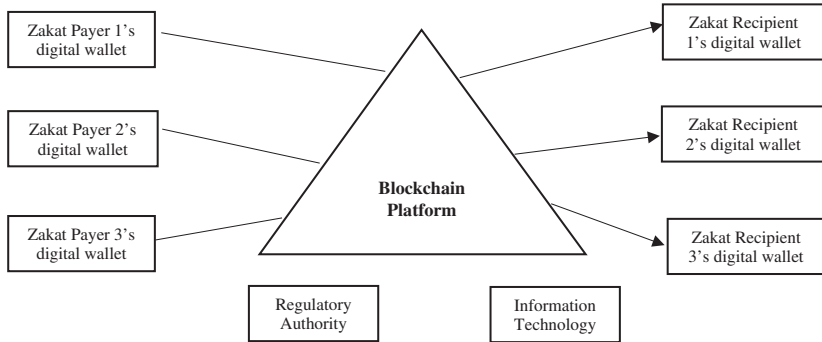 Zakat Payer 1’s
digital wallet
Zakat Recipient
1’s digital wallet
Zakat Payer 2’s
digital wallet
Zakat Recipient
2’s digital wallet
Blockchain
Platform
Zakat Payer 3’s
digital wallet
Zakat Recipient
3’s digital wallet
Regulatory
Authority
Information
Technology